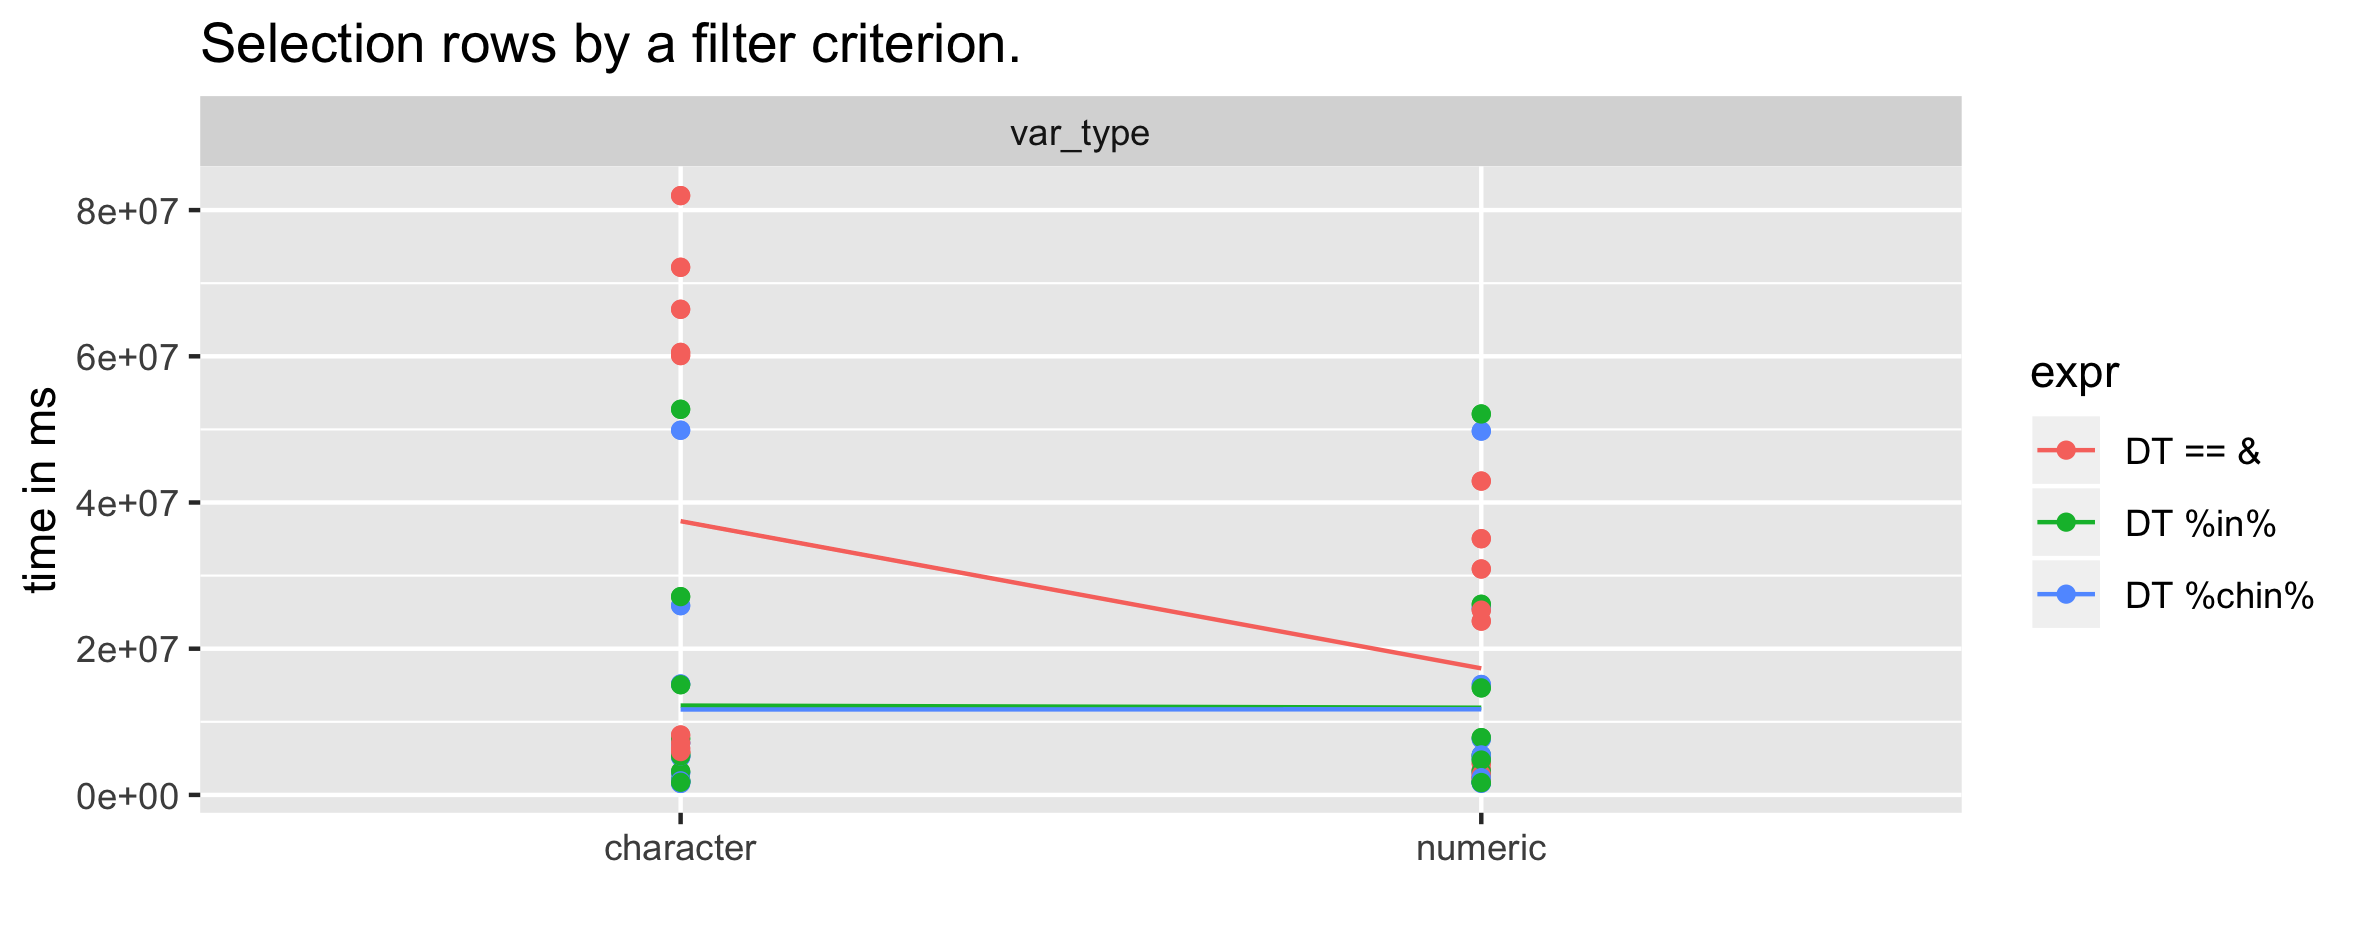 Selection rows by a filter criterion.
var_type
8e+07
6e+07
4e+07
2e+07
0e+00
time in ms
character
numeric
expr
DT == &
DT %in%
DT %chin%